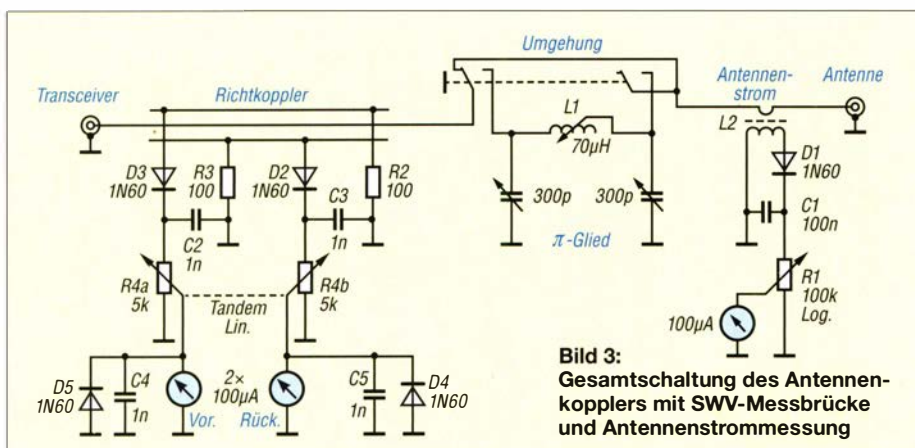 Umgehung
Transceiver
Richtkoppler
Antennen-
strom
Antenne
L1
70µH
L2
D3
1N60
R3
100
D2
1N60
R2
100
C3
1n
C2
1n
300p
300p
D1
1N60
C1
100n
π-Glied
R4a
5k
R4b
5k
Tandem
Lin.
R1
100k
Log.
100µA
D5
1N60
C4
1n
2×
100µA
Vor.
Rück.
C5
1n
D4
1N60
Bild 3:
Gesamtschaltung des Antennen-
kopplers mit SWV-Messbrücke
und Antennenstrommessung